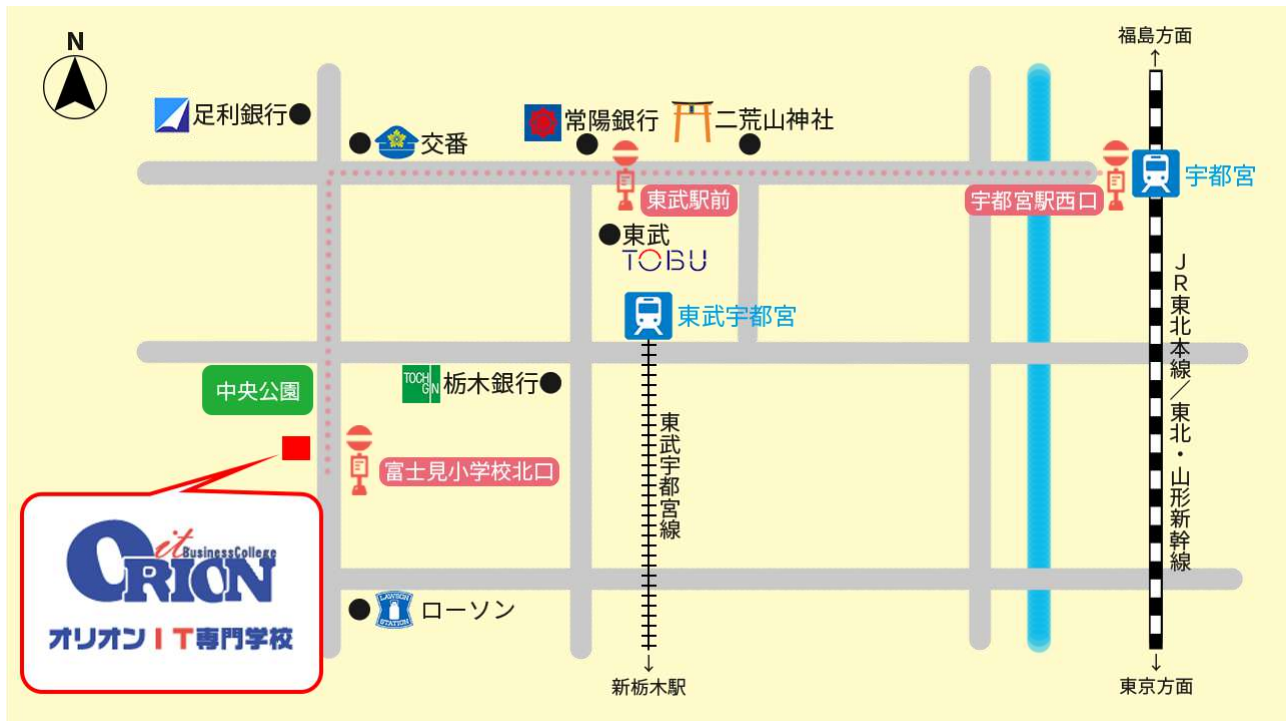 N
福島方面
↑
足利銀行
交番
常陽銀行
二荒山神社
宇都宮
東武駅前
宇都宮駅西口
東武
TOBU
東武宇都宮
JR東北本線/東北・山形新幹線
中央公園
TOCHI
GIN
栃木銀行
東武宇都宮線
富士見小学校北口
it
BusinessCollege
ORION
オリオンIT専門学校
LAWSON
STATION
ローソン
↓
新栃木駅
↓
東京方面